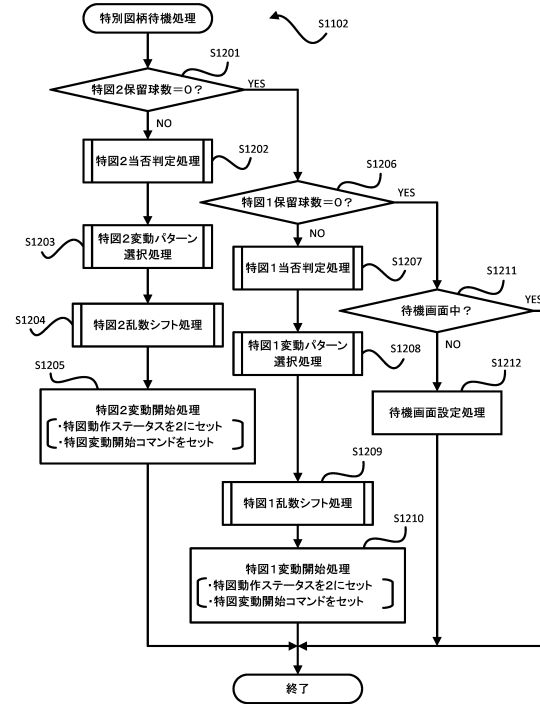 特別図柄待機処理
S1102
S1201
特図2保留球数=0?
YES
NO
S1202
特図2当否判定処理
S1206
特図1保留球数=0?
YES
NO
S1203
特図2変動パターン
選択処理
S1207
特図1当否判定処理
S1211
待機画面中?
YES
NO
S1204
特図2乱数シフト処理
S1208
特図1変動パターン
選択処理
S1205
特図2変動開始処理
・特図動作ステータスを2にセット
・特図変動開始コマンドをセット
S1212
待機画面設定処理
S1209
特図1乱数シフト処理
S1210
特図1変動開始処理
・特図動作ステータスを2にセット
・特図変動開始コマンドをセット
終了